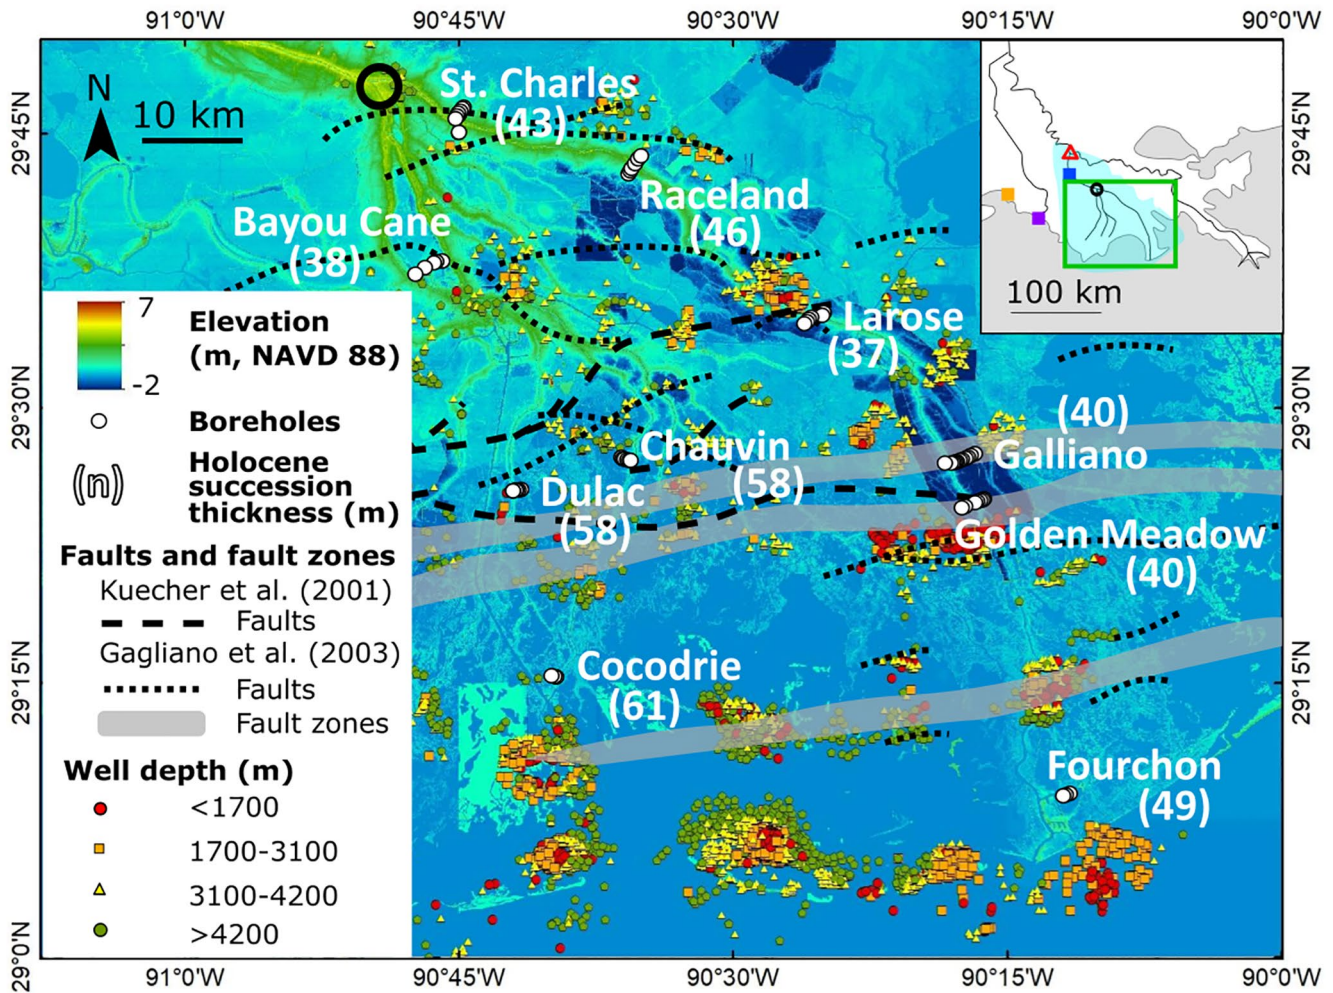 91°0'W
90°45'W
90°30'W
90°15'W
90°0'W
29°45'N
29°30'N
29°15'N
29°0'N
N
10 km
St. Charles
(43)
Raceland
(46)
Bayou Cane
(38)
Larose
(37)
(40)
Galliano
Chauvin
(58)
Dulac
(58)
Golden Meadow
(40)
Cocodrie
(61)
Fourchon
(49)
100 km
7
-2
Elevation
(m, NAVD 88)
Boreholes
(n)
Holocene
succession
thickness (m)
Faults and fault zones
Kuecher et al. (2001)
Faults
Gagliano et al. (2003)
Faults
Fault zones
Well depth (m)
<1700
1700-3100
3100-4200
>4200
29°45'N
29°30'N
29°15'N
91°0'W
90°45'W
90°30'W
90°15'W
90°0'W